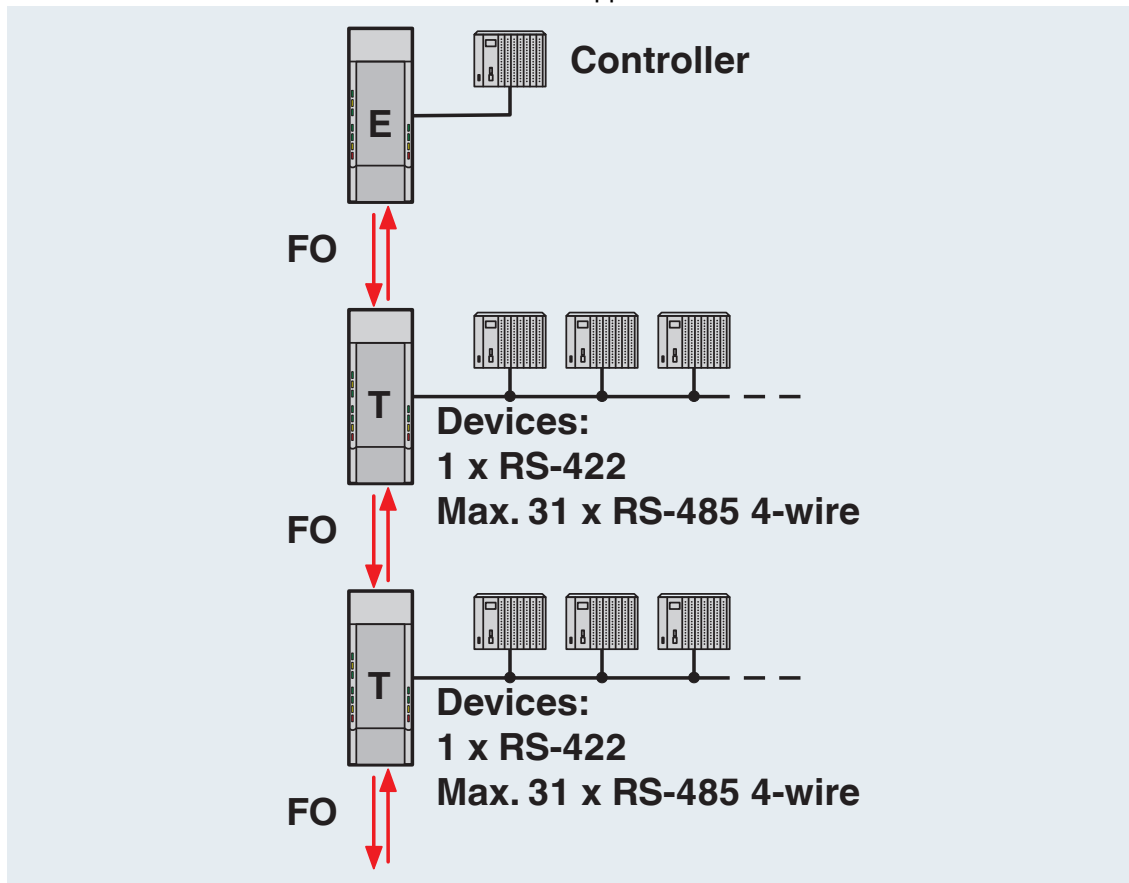 Controller
E
FO
T
Devices:
1 x RS-422
Max. 31 x RS-485 4-wire
FO
T
Devices:
1 x RS-422
Max. 31 x RS-485 4-wire
FO